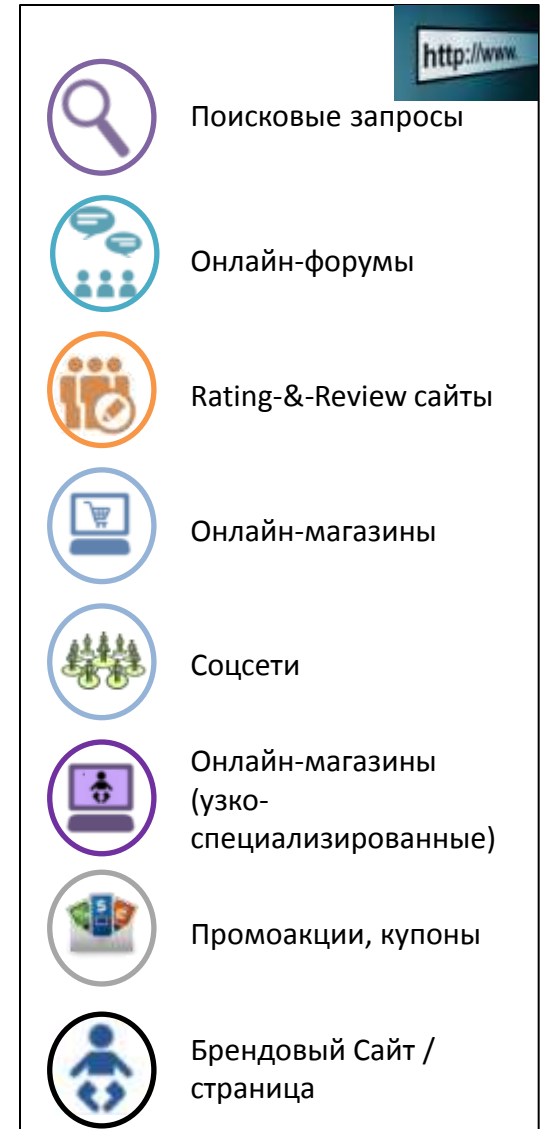 http://www.
Поисковые запросы
Онлайн-форумы
Rating-&-Review сайты
Онлайн-магазины
Соцсети
Онлайн-магазины
(узко-
специализированные)
Промоакции, купоны
Брендовый Сайт /
страница